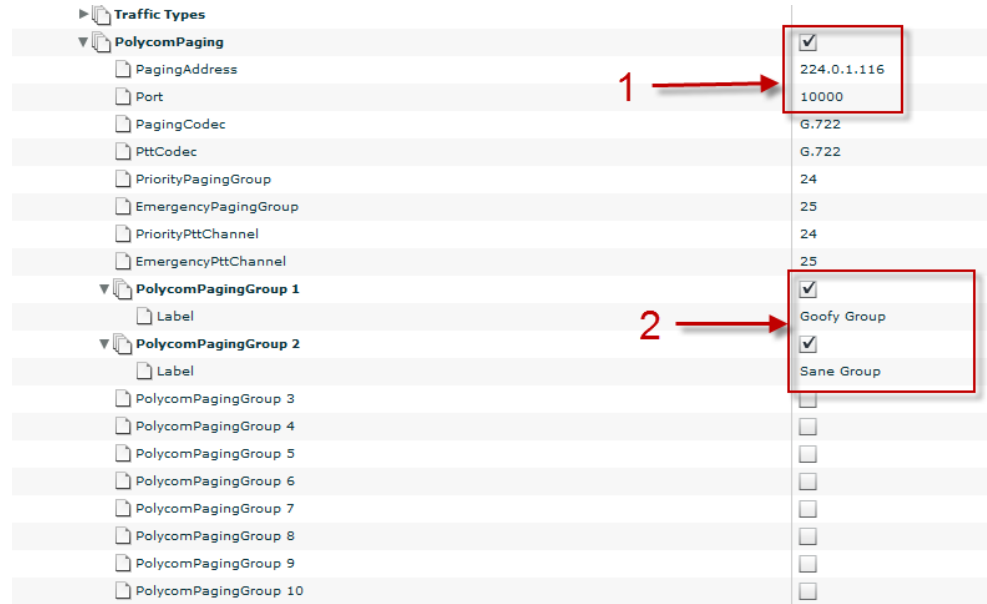 Traffic Types
PolycomPaging
PagingAddress 224.0.1.116
1
Port 10000
PagingCodec G.722
PttCodec G.722
PriorityPagingGroup 24
EmergencyPagingGroup 25
PriorityPttChannel 24
EmergencyPttChannel 25
PolycomPagingGroup 1
Label Goofy Group
2
PolycomPagingGroup 2
Label Sane Group
PolycomPagingGroup 3
PolycomPagingGroup 4
PolycomPagingGroup 5
PolycomPagingGroup 6
PolycomPagingGroup 7
PolycomPagingGroup 8
PolycomPagingGroup 9
PolycomPagingGroup 10